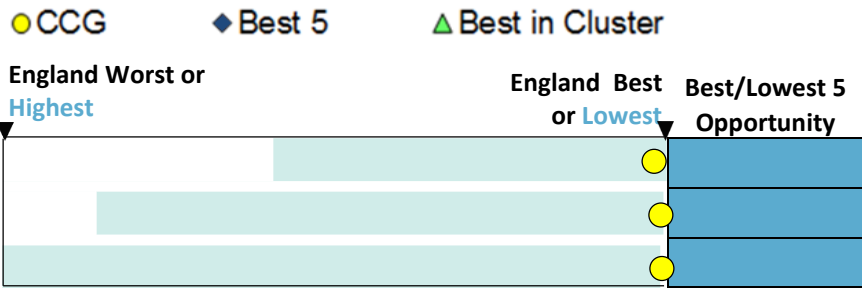 CCG Best 5 Best in Cluster
England Worst or
Highest
England Best
or Lowest
Best/Lowest 5
Opportunity